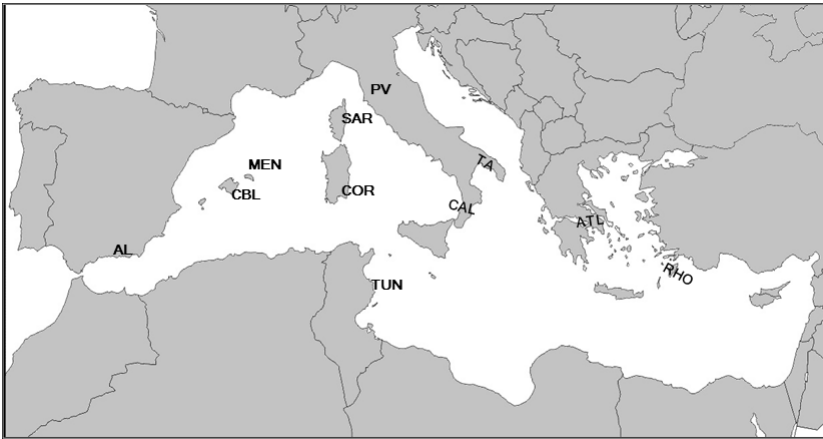 PV
SAR
TA
MEN
COR
CBL
CAL
ATL
AL
RHO
TUN